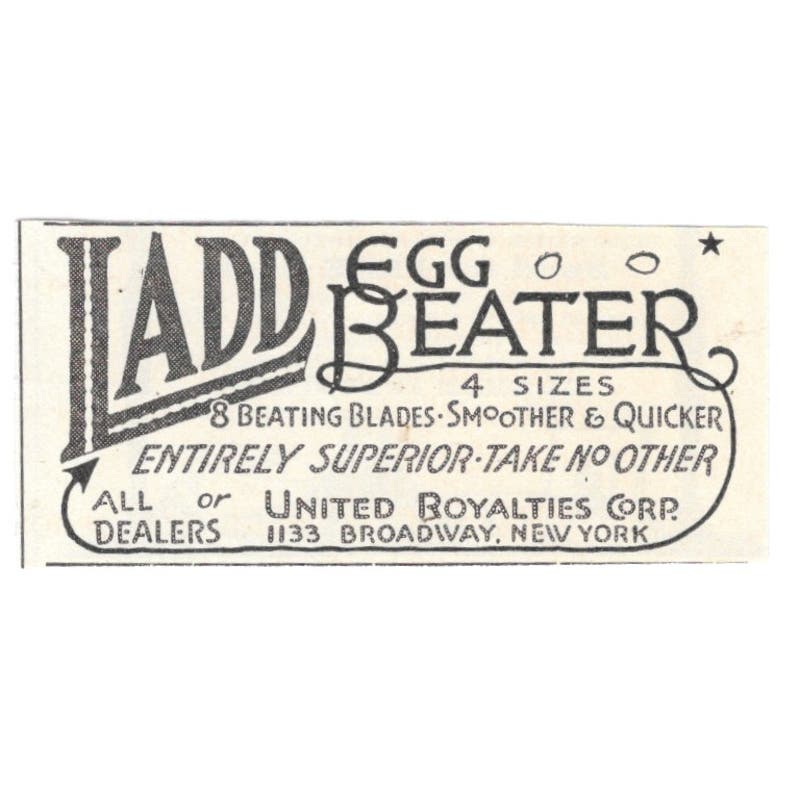 LADD EGG BEATER
4 SIZES
8 BEATING BLADES·SMOOTHER & QUICKER
ENTIRELY SUPERIOR·TAKE NO OTHER
ALL DEALERS or UNITED ROYALTIES CORP.
1133 BROADWAY, NEW YORK